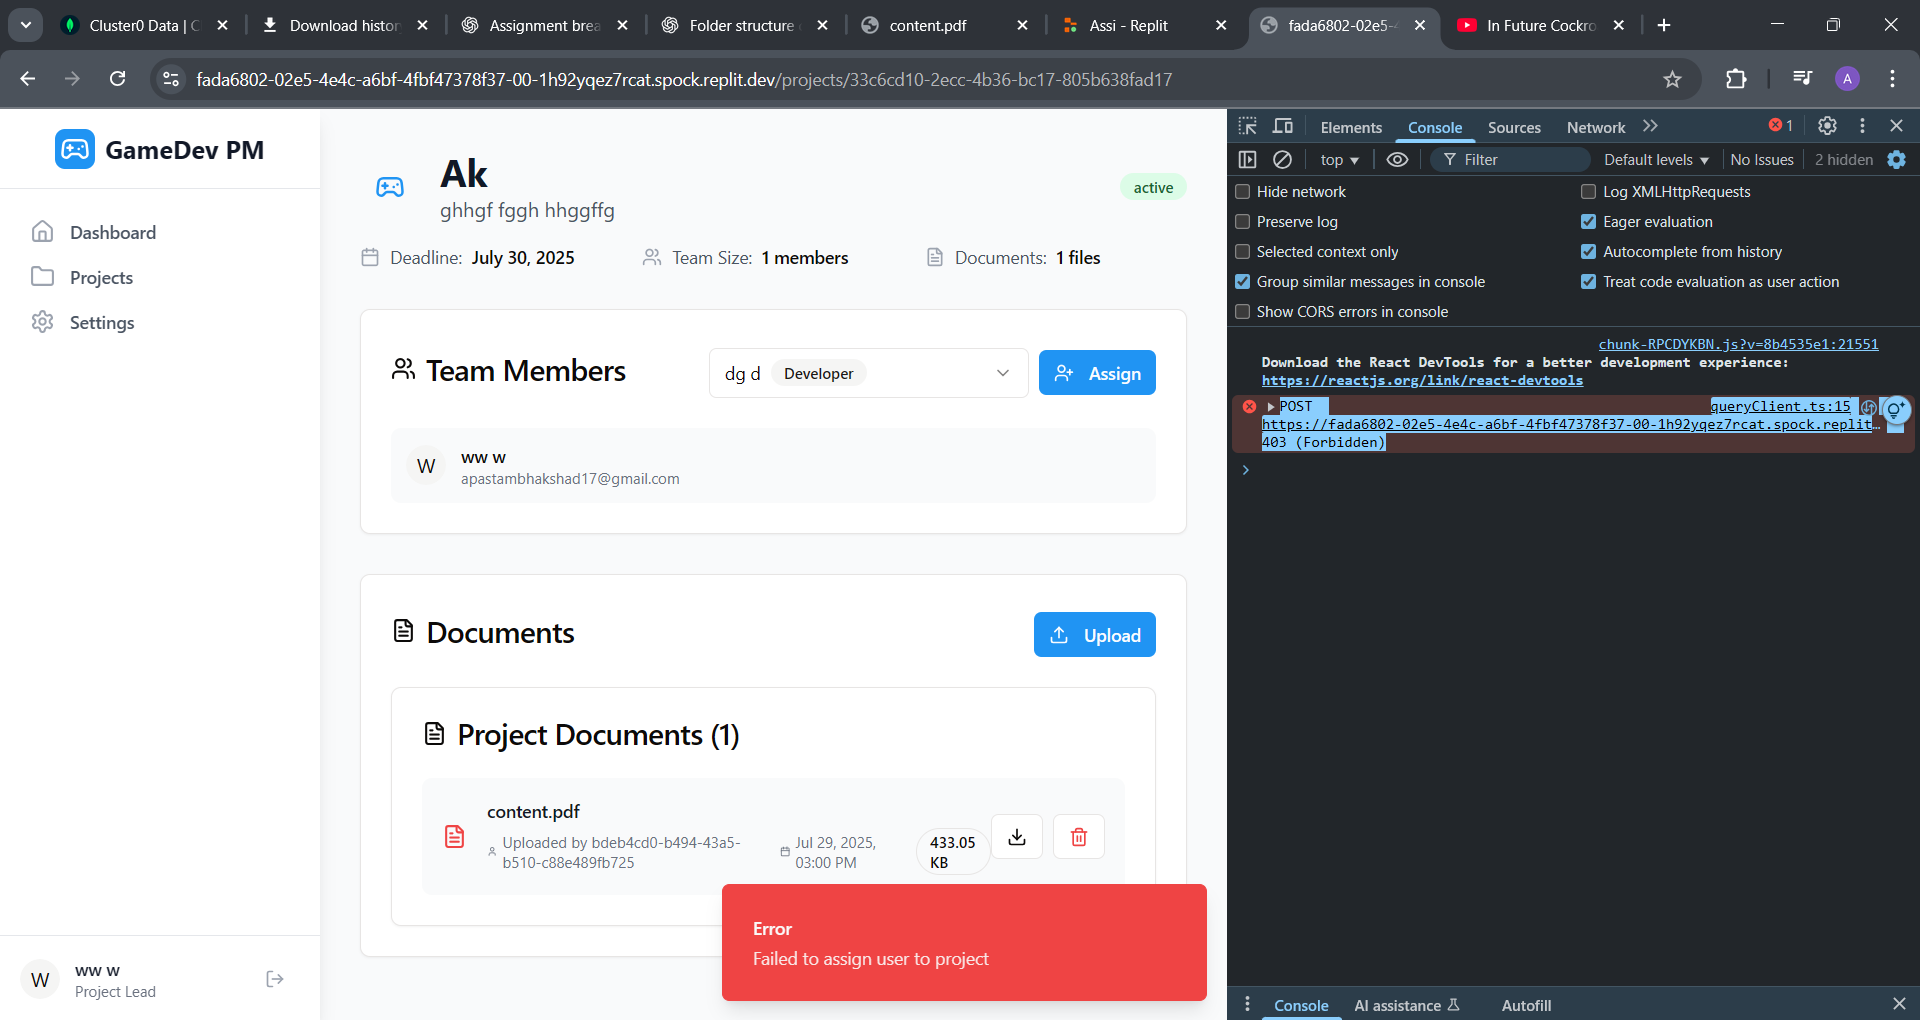 Cluster0 Data | C
Download histor
Assignment brea
Folder structure
content.pdf
Assi - Replit
fada6802-02e5-
In Future Cockro
fada6802-02e5-4e4c-a6bf-4fbf47378f37-00-1h92yqez7rcat.spock.replit.dev/projects/33c6cd10-2ecc-4b36-bc17-805b638fad17
A
GameDev PM
Dashboard
Projects
Settings
ww w
Project Lead
W
Ak
ghhgf fggh hhggffg
active
Deadline: July 30, 2025
Team Size: 1 members
Documents: 1 files
Team Members
dg d Developer
Assign
W
ww w
apastambhakshad17@gmail.com
Documents
Upload
Project Documents (1)
content.pdf
Uploaded by bdeb4cd0-b494-43a5-
b510-c88e489fb725
Jul 29, 2025,
03:00 PM
433.05
KB
Error
Failed to assign user to project
Elements Console Sources Network 1
top Filter Default levels No Issues 2 hidden
Hide network
Log XMLHttpRequests
Preserve log
Eager evaluation
Selected context only
Autocomplete from history
Group similar messages in console
Treat code evaluation as user action
Show CORS errors in console
chunk-RPCDYKBN.js?v=8b4535e1:21551
Download the React DevTools for a better development experience:
https://reactjs.org/link/react-devtools
POST queryClient.ts:15
https://fada6802-02e5-4e4c-a6bf-4fbf47378f37-00-1h92yqez7rcat.spock.replit…
403 (Forbidden)
Console AI assistance Autofill